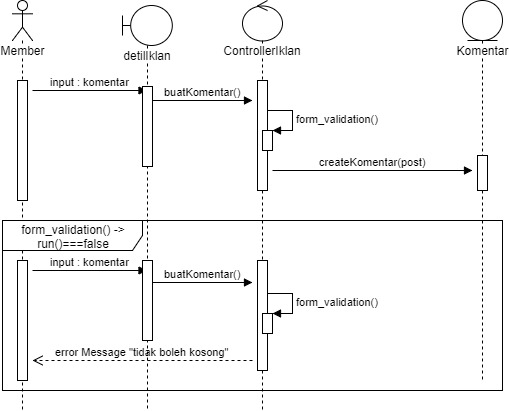 Member
detilIklan
ControllerIklan
Komentar
input : komentar
buatKomentar()
form_validation()
createKomentar(post)
form_validation() ->
run()===false
input : komentar
buatKomentar()
form_validation()
error Message "tidak boleh kosong"